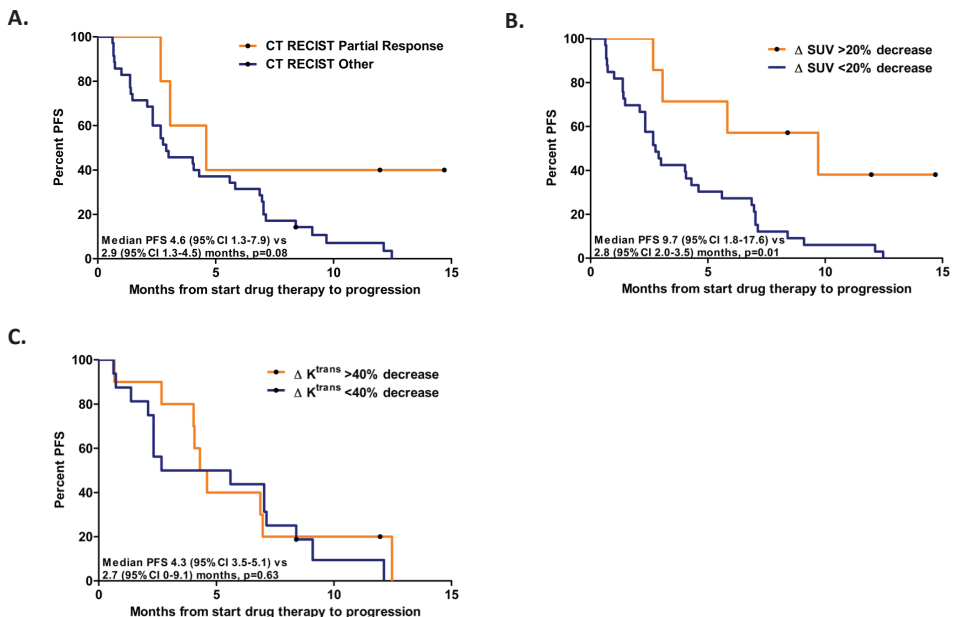 A.
100
80
60
40
20
0
0
5
10
15
Percent PFS
CT RECIST Partial Response
CT RECIST Other
Median PFS 4.6 (95% CI 1.3-7.9) vs
2.9 (95% CI 1.3-4.5) months, p=0.08
Months from start drug therapy to progression
B.
100
80
60
40
20
0
0
5
10
15
Percent PFS
Δ SUV >20% decrease
Δ SUV <20% decrease
Median PFS 9.7 (95% CI 1.8-17.6) vs
2.8 (95% CI 2.0-3.5) months, p=0.01
Months from start drug therapy to progression
C.
100
80
60
40
20
0
0
5
10
15
Percent PFS
Δ K^trans >40% decrease
Δ K^trans <40% decrease
Median PFS 4.3 (95% CI 3.5-5.1) vs
2.7 (95% CI 0-9.1) months, p=0.63
Months from start drug therapy to progression